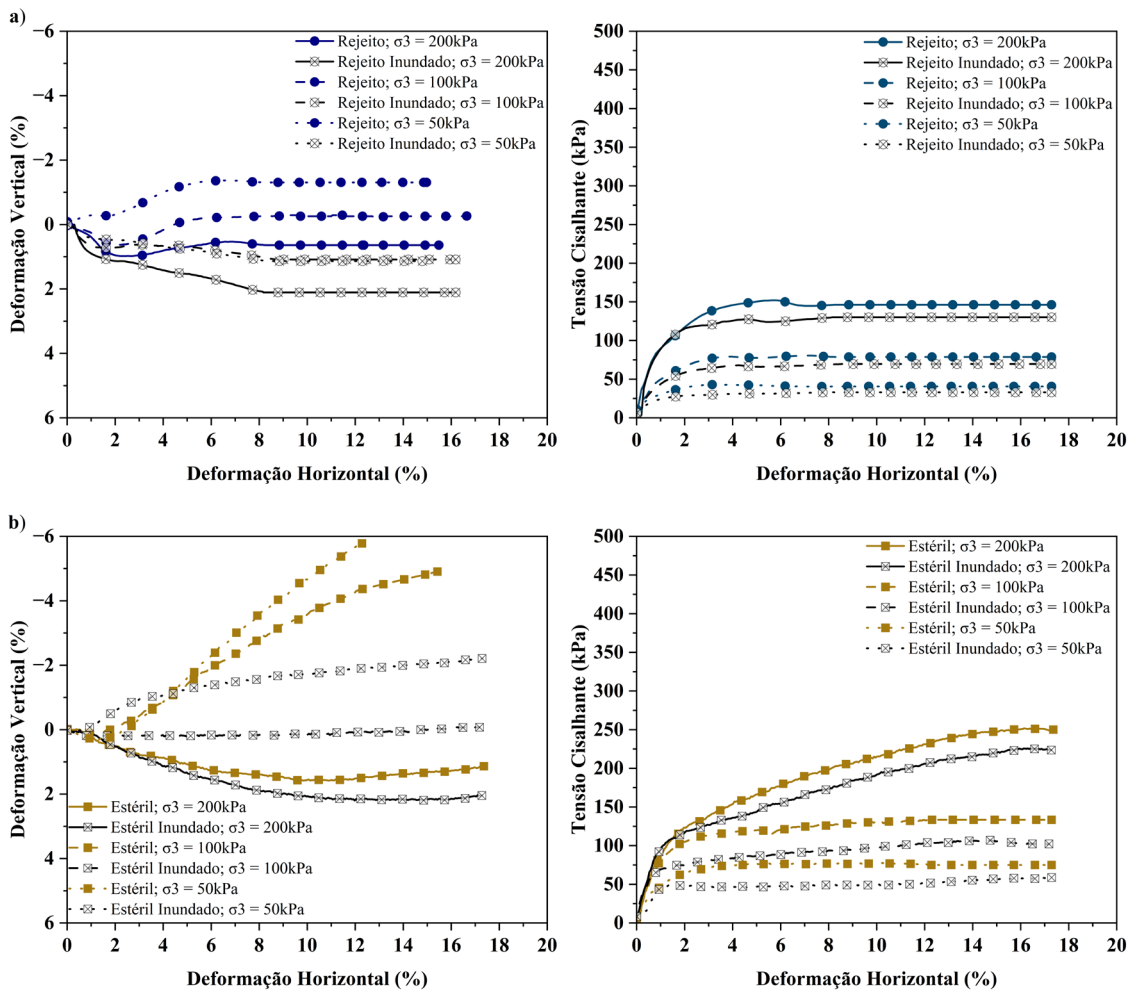 a)
−6
−4
−2
0
2
4
6
Deformação Vertical (%)
Rejeito; σ3 = 200kPa
Rejeito Inundado; σ3 = 200kPa
Rejeito; σ3 = 100kPa
Rejeito Inundado; σ3 = 100kPa
Rejeito; σ3 = 50kPa
Rejeito Inundado; σ3 = 50kPa
0 2 4 6 8 10 12 14 16 18 20
Deformação Horizontal (%)
500
450
400
350
300
250
200
150
100
50
0
Tensão Cisalhante (kPa)
Rejeito; σ3 = 200kPa
Rejeito Inundado; σ3 = 200kPa
Rejeito; σ3 = 100kPa
Rejeito Inundado; σ3 = 100kPa
Rejeito; σ3 = 50kPa
Rejeito Inundado; σ3 = 50kPa
0 2 4 6 8 10 12 14 16 18 20
Deformação Horizontal (%)
b)
−6
−4
−2
0
2
4
6
Deformação Vertical (%)
Estéril; σ3 = 200kPa
Estéril Inundado; σ3 = 200kPa
Estéril; σ3 = 100kPa
Estéril Inundado; σ3 = 100kPa
Estéril; σ3 = 50kPa
Estéril Inundado; σ3 = 50kPa
0 2 4 6 8 10 12 14 16 18 20
Deformação Horizontal (%)
500
450
400
350
300
250
200
150
100
50
0
Tensão Cisalhante (kPa)
Estéril; σ3 = 200kPa
Estéril Inundado; σ3 = 200kPa
Estéril; σ3 = 100kPa
Estéril Inundado; σ3 = 100kPa
Estéril; σ3 = 50kPa
Estéril Inundado; σ3 = 50kPa
0 2 4 6 8 10 12 14 16 18 20
Deformação Horizontal (%)